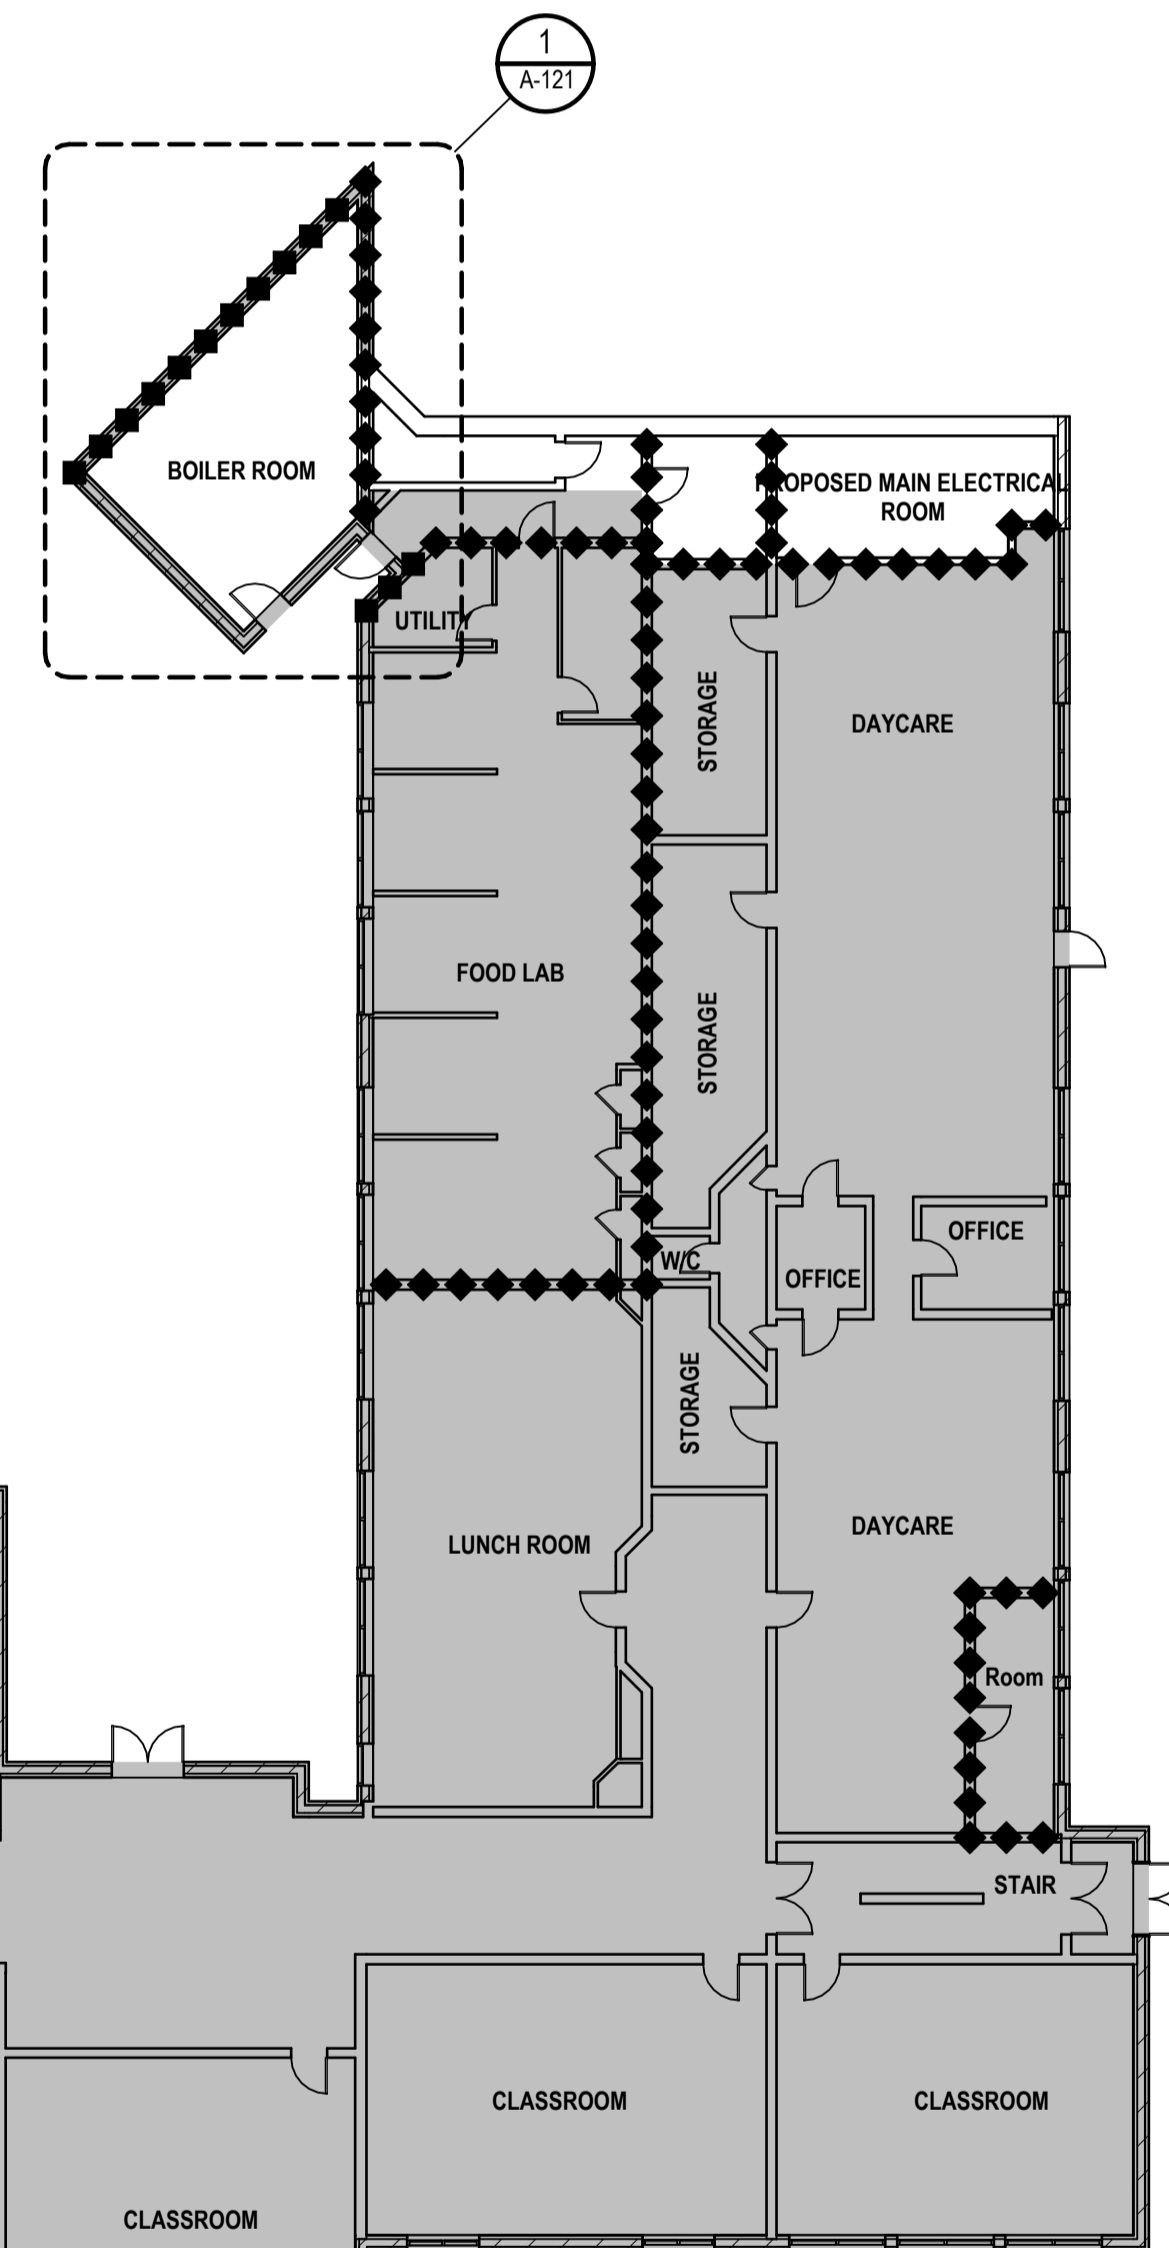 1
A-121
BOILER ROOM
PROPOSED MAIN ELECTRICAL
ROOM
UTILITY
STORAGE
DAYCARE
FOOD LAB
STORAGE
OFFICE
W/C
OFFICE
STORAGE
DAYCARE
LUNCH ROOM
Room
STAIR
CLASSROOM
CLASSROOM
CLASSROOM